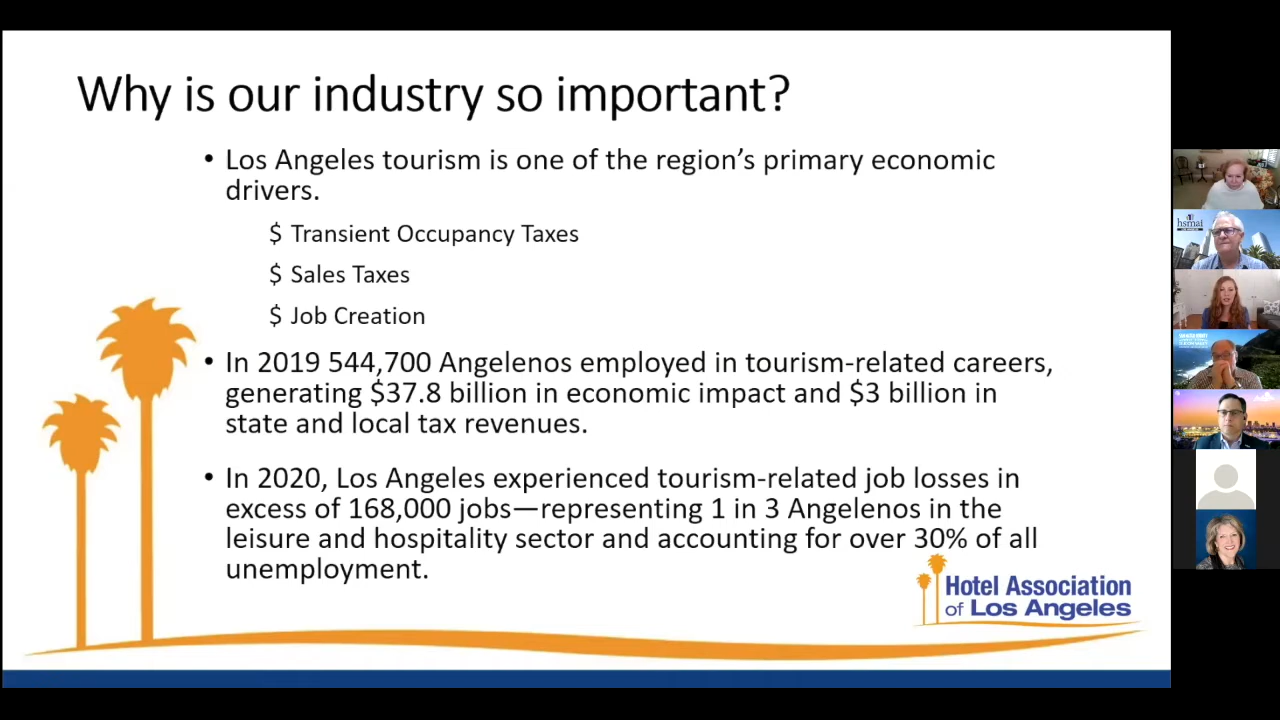 Why is our industry so important?
• Los Angeles tourism is one of the region’s primary economic
drivers.
$ Transient Occupancy Taxes
$ Sales Taxes
$ Job Creation
• In 2019 544,700 Angelenos employed in tourism-related careers,
generating $37.8 billion in economic impact and $3 billion in
state and local tax revenues.
• In 2020, Los Angeles experienced tourism-related job losses in
excess of 168,000 jobs—representing 1 in 3 Angelenos in the
leisure and hospitality sector and accounting for over 30% of all
unemployment.
Hotel Association
of Los Angeles
hsmai